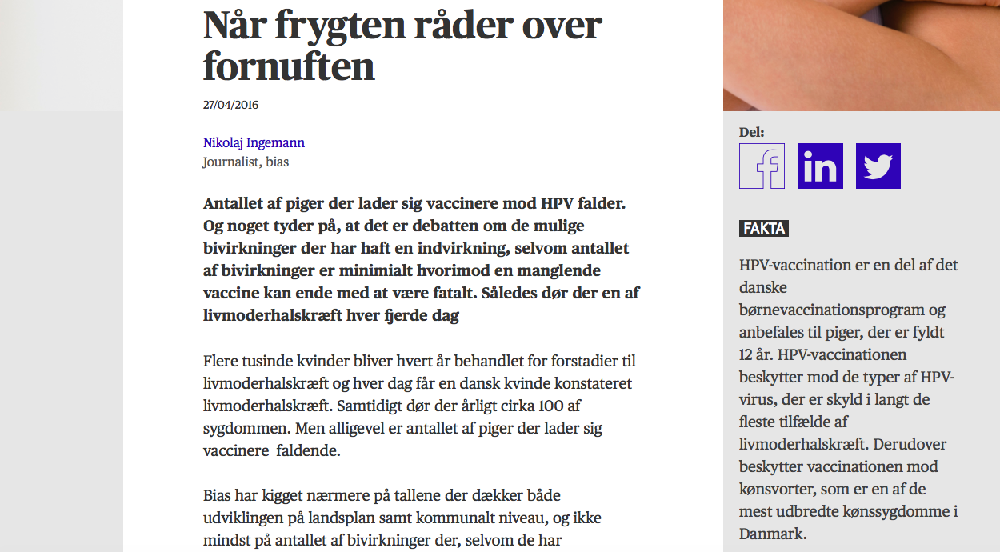 Når frygten råder over
fornuften
27/04/2016
Nikolaj Ingemann
Journalist, bias
Antallet af piger der lader sig vaccinere mod HPV falder.
Og noget tyder på, at det er debatten om de mulige
bivirkninger der har haft en indvirkning, selvom antallet
af bivirkninger er minimialt hvorimod en manglende
vaccine kan ende med at være fatalt. Således dør der en af
livmoderhalskræft hver fjerde dag
Flere tusinde kvinder bliver hvert år behandlet for forstadier til
livmoderhalskræft og hver dag får en dansk kvinde konstateret
livmoderhalskræft. Samtidigt dør der årligt cirka 100 af
sygdommen. Men alligevel er antallet af piger der lader sig
vaccinere  faldende.
Bias har kigget nærmere på tallene der dækker både
udviklingen på landsplan samt kommunalt niveau, og ikke
mindst på antallet af bivirkninger der, selvom de har
Del:
f
in
FAKTA
HPV-vaccination er en del af det
danske
børnevaccinationsprogram og
anbefales til piger, der er fyldt
12 år. HPV-vaccinationen
beskytter mod de typer af HPV-
virus, der er skyld i langt de
fleste tilfælde af
livmoderhalskræft. Derudover
beskytter vaccinationen mod
kønsvorter, som er en af de
mest udbredte kønssygdomme i
Danmark.